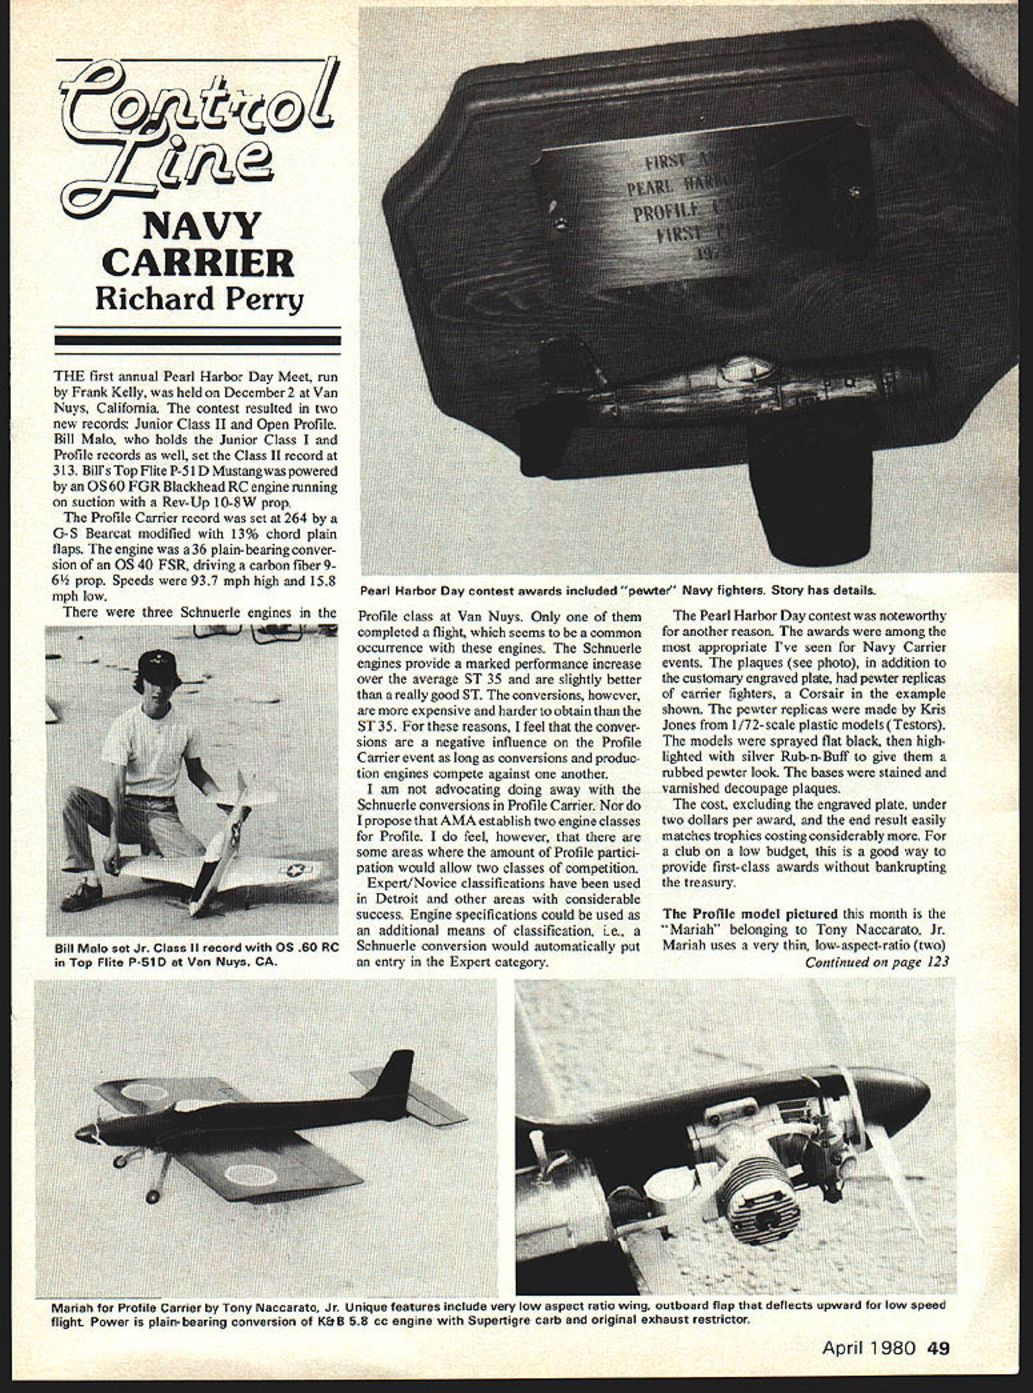 Control
Line
NAVY
CARRIER
Richard Perry
THE first annual Pearl Harbor Day Meet, run
by Frank Kelly, was held on December 2 at Van
Nuys, California. The contest resulted in two
new records: Junior Class II and Open Profile.
Bill Malo, who holds the Junior Class I and
Profile records as well, set the Class II record at
313. Bill's Top Flite P-51D Mustang was powered
by an OS60 FGR Blackhead RC engine running
on suction with a Rev-Up 10-8W prop.
The Profile Carrier record was set at 264 by a
G-S Bearcat modified with 13% chord plain
flaps. The engine was a 36 plain-bearing conver-
sion of an OS 40 FSR, driving a carbon fiber 9-
6½ prop. Speeds were 93.7 mph high and 15.8
mph low.
There were three Schnuerle engines in the
FIRST
PEARL
PROFILE
FIRST
Pearl Harbor Day contest awards included "pewter" Navy fighters. Story has details.
Bill Malo set Jr. Class II record with OS .60 RC
in Top Flite P-51D at Van Nuys, CA.
Profile class at Van Nuys. Only one of them
completed a flight, which seems to be a common
occurrence with these engines. The Schnuerle
engines provide a marked performance increase
over the average ST 35 and are slightly better
than a really good ST. The conversions, however,
are more expensive and harder to obtain than the
ST 35. For these reasons, I feel that the conver-
sions are a negative influence on the Profile
Carrier event as long as conversions and produc-
tion engines compete against one another.
I am not advocating doing away with the
Schnuerle conversions in Profile Carrier. Nor do
I propose that AMA establish two engine classes
for Profile. I do feel, however, that there are
some areas where the amount of Profile partici-
pation would allow two classes of competition.
Expert/Novice classifications have been used
in Detroit and other areas with considerable
success. Engine specifications could be used as
an additional means of classification, i.e., a
Schnuerle conversion would automatically put
an entry in the Expert category.
The Pearl Harbor Day contest was noteworthy
for another reason. The awards were among the
most appropriate I've seen for Navy Carrier
events. The plaques (see photo), in addition to
the customary engraved plate, had pewter replicas
of carrier fighters, a Corsair in the example
shown. The pewter replicas were made by Kris
Jones from 1/72-scale plastic models (Testors).
The models were sprayed flat black, then high-
lighted with silver Rub-n-Buff to give them a
rubbed pewter look. The bases were stained and
varnished decoupage plaques.
The cost, excluding the engraved plate, under
two dollars per award, and the end result easily
matches trophies costing considerably more. For
a club on a low budget, this is a good way to
provide first-class awards without bankrupting
the treasury.
The Profile model pictured this month is the
"Mariah" belonging to Tony Naccarato, Jr.
Mariah uses a very thin, low-aspect-ratio (two)
Continued on page 123
Mariah for Profile Carrier by Tony Naccarato, Jr. Unique features include very low aspect ratio wing, outboard flap that deflects upward for low speed
flight. Power is plain-bearing conversion of K&B 5.8 cc engine with Supertigre carb and original exhaust restrictor.
April 1980 49